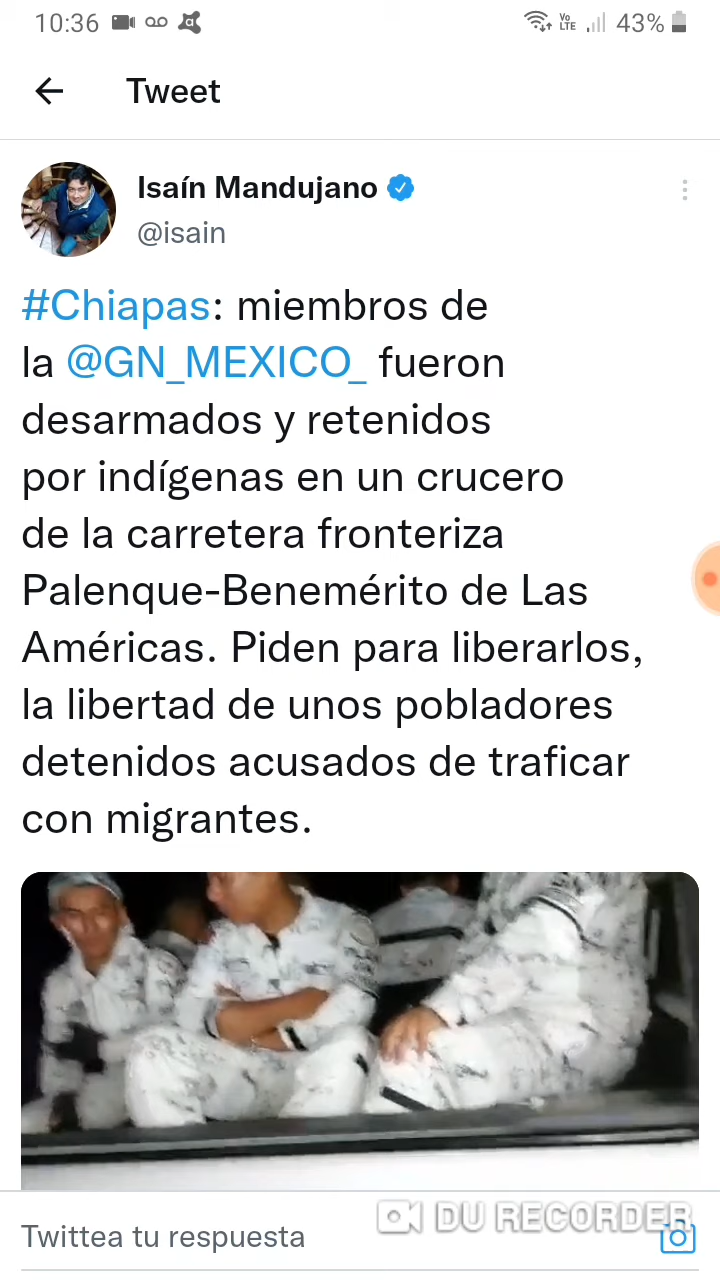 10:36
Vo LTE 43%
Tweet
Isaín Mandujano
@isain
#Chiapas: miembros de
la @GN_MEXICO_ fueron
desarmados y retenidos
por indígenas en un crucero
de la carretera fronteriza
Palenque-Benemérito de Las
Américas. Piden para liberarlos,
la libertad de unos pobladores
detenidos acusados de traficar
con migrantes.
DU RECORDER
Twittea tu respuesta